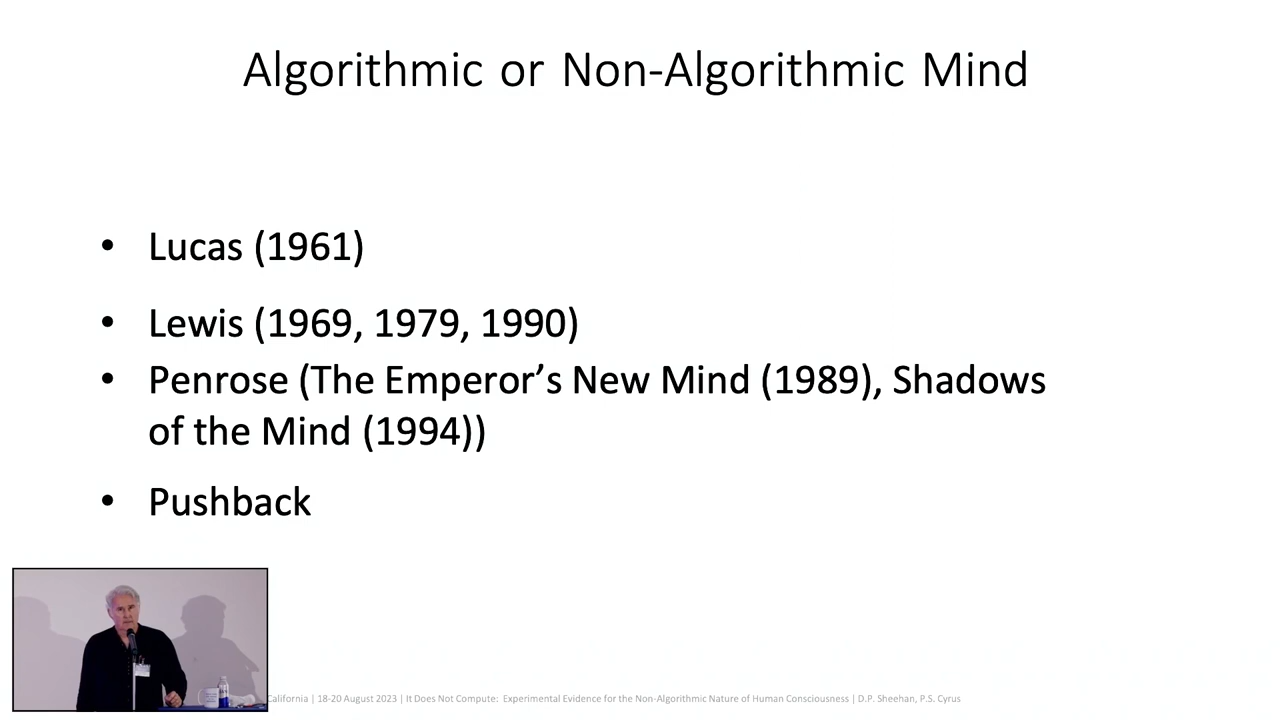 Algorithmic or Non-Algorithmic Mind
• Lucas (1961)
• Lewis (1969, 1979, 1990)
• Penrose (The Emperor’s New Mind (1989), Shadows
of the Mind (1994))
• Pushback
California | 18-20 August 2023 | It Does Not Compute: Experimental Evidence for the Non-Algorithmic Nature of Human Consciousness | D.P. Sheehan, P.S. Cyrus